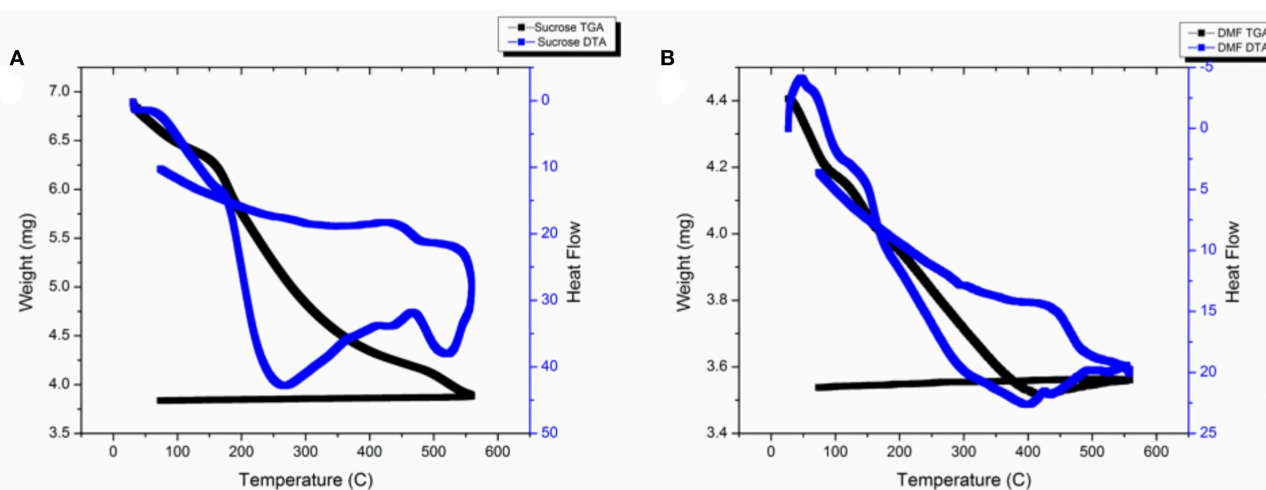 A
Sucrose TGA
Sucrose DTA
7.0
6.5
6.0
5.5
5.0
4.5
4.0
3.5
Weight (mg)
0
10
20
30
40
50
Heat Flow
0 100 200 300 400 500 600
Temperature (C)
B
DMF TGA
DMF DTA
4.4
4.2
4.0
3.8
3.6
3.4
Weight (mg)
-5
0
5
10
15
20
25
Heat Flow
0 100 200 300 400 500 600
Temperature (C)